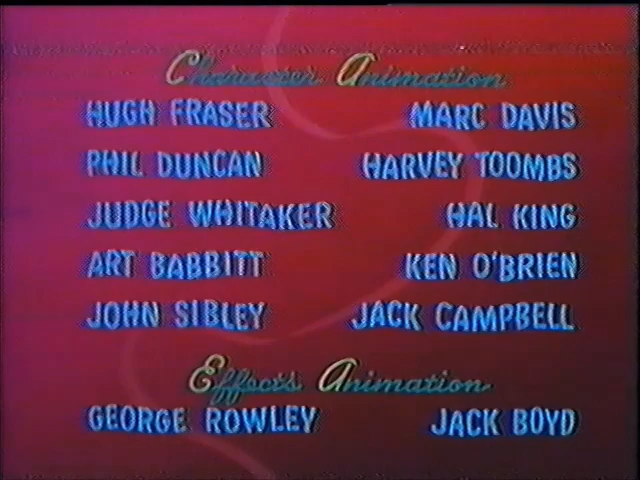 Character Animation
HUGH FRASER MARC DAVIS
PHIL DUNCAN HARVEY TOOMBS
JUDGE WHITAKER HAL KING
ART BABBITT KEN O'BRIEN
JOHN SIBLEY JACK CAMPBELL
Effects Animation
GEORGE ROWLEY JACK BOYD